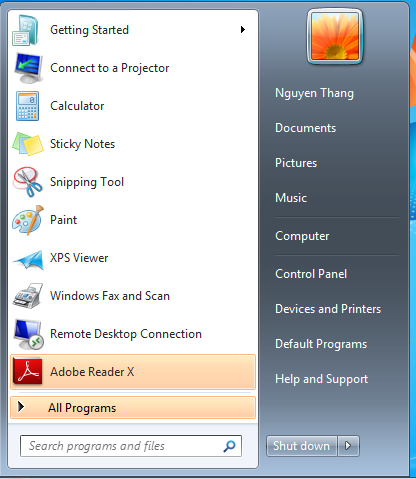 Getting Started
Connect to a Projector
Calculator
Sticky Notes
Snipping Tool
Paint
XPS Viewer
Windows Fax and Scan
Remote Desktop Connection
Adobe Reader X
All Programs
Search programs and files
Nguyen Thang
Documents
Pictures
Music
Computer
Control Panel
Devices and Printers
Default Programs
Help and Support
Shut down